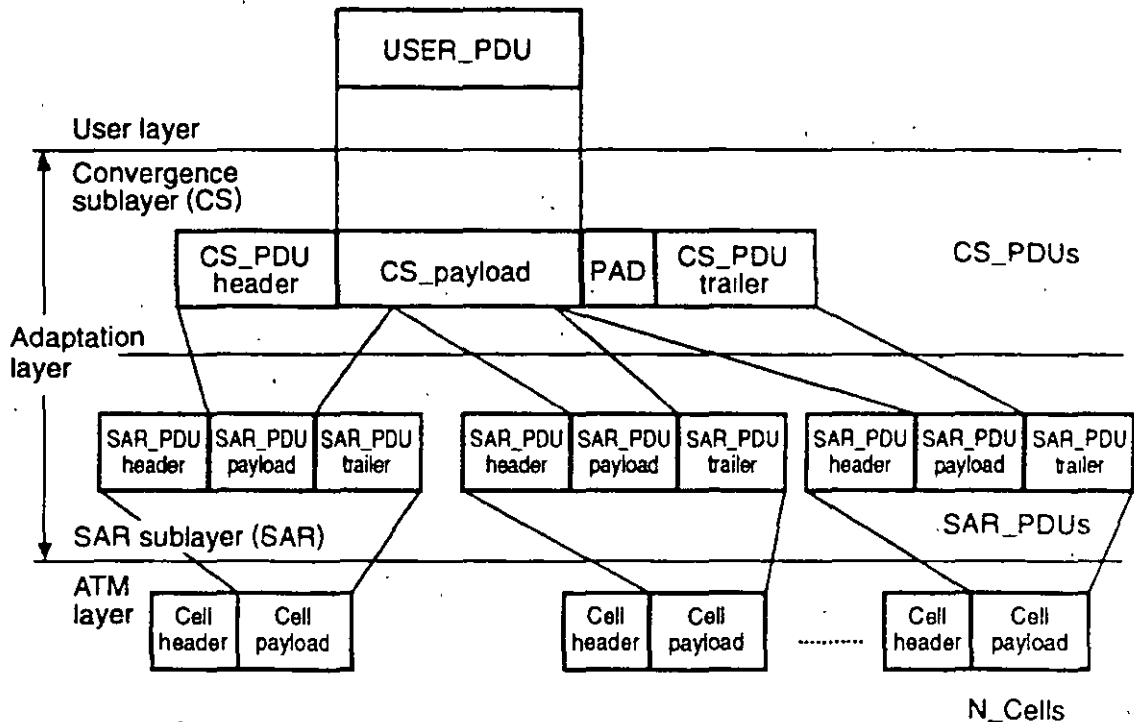 USER_PDU
User layer
Convergence
sublayer (CS)
CS_PDU
header
CS_payload
PAD
CS_PDU
trailer
CS_PDUs
Adaptation
layer
SAR_PDU
header
SAR_PDU
payload
SAR_PDU
trailer
SAR_PDU
header
SAR_PDU
payload
SAR_PDU
trailer
SAR_PDU
header
SAR_PDU
payload
SAR_PDU
trailer
SAR sublayer (SAR)
SAR_PDUs
ATM
layer
Cell
header
Cell
payload
Cell
header
Cell
payload
..........
Cell
header
Cell
payload
N_Cells